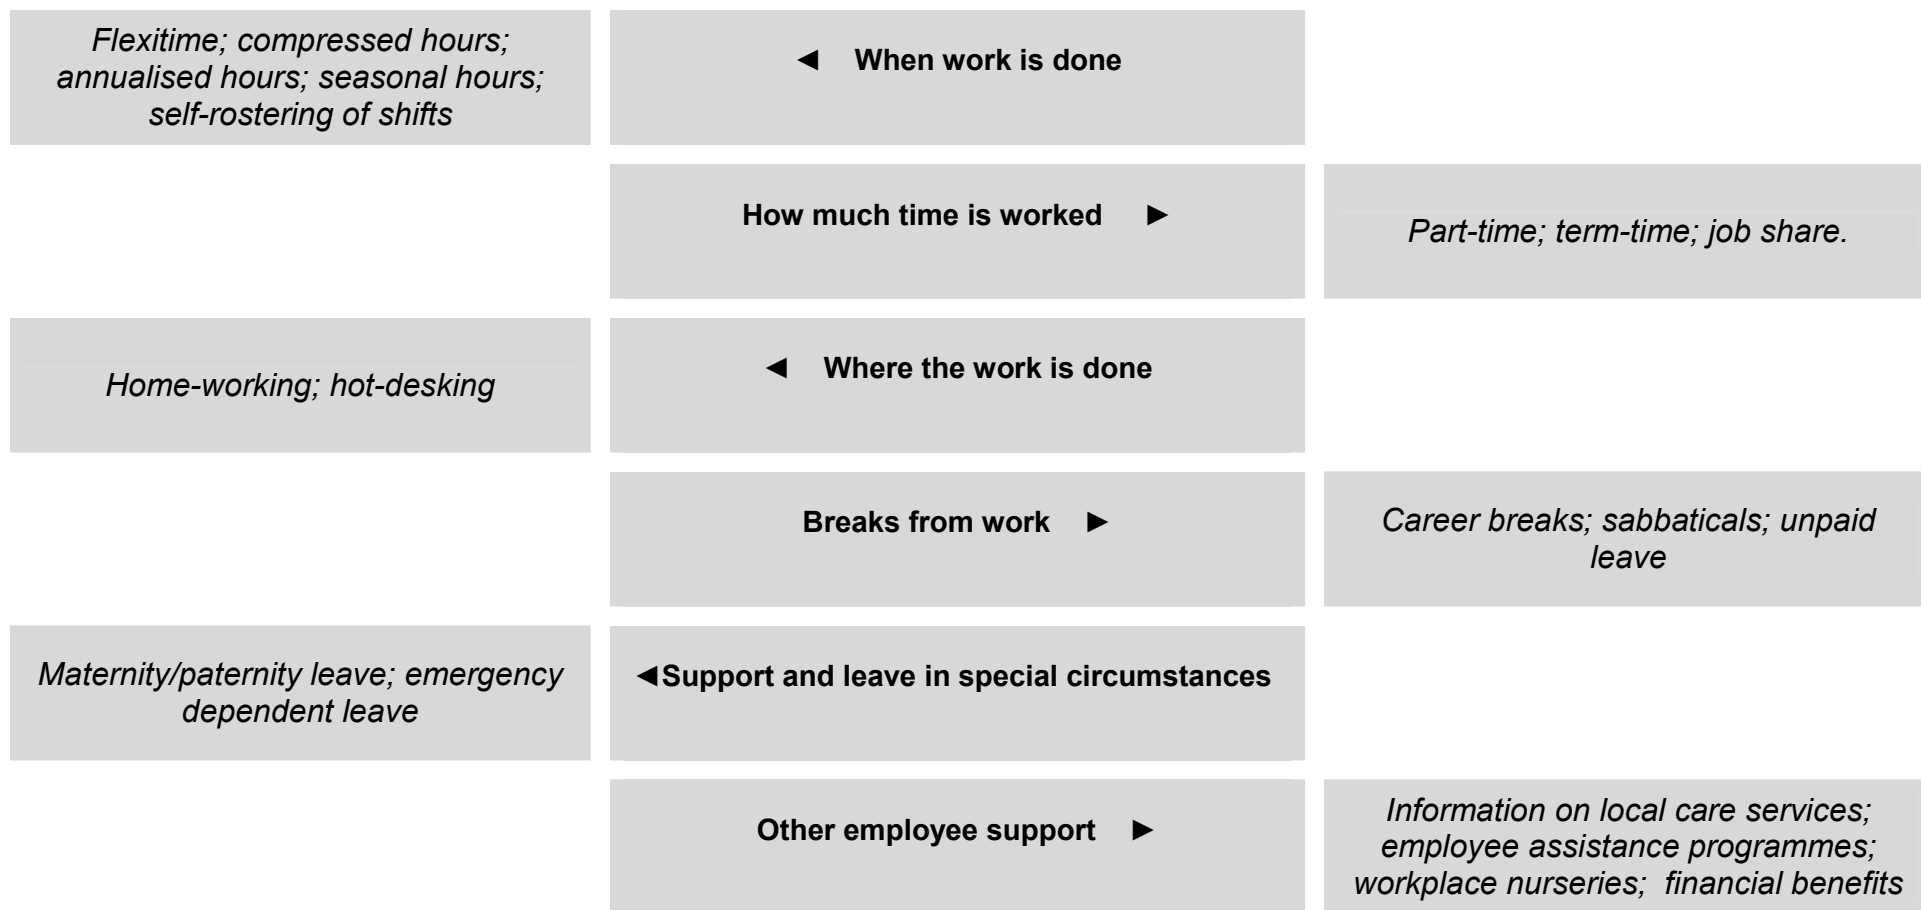 Flexitime; compressed hours;
annualised hours; seasonal hours;
self-rostering of shifts
◄ When work is done
How much time is worked ►
Part-time; term-time; job share.
Home-working; hot-desking
◄ Where the work is done
Breaks from work ►
Career breaks; sabbaticals; unpaid
leave
Maternity/paternity leave; emergency
dependent leave
◄Support and leave in special circumstances
Other employee support ►
Information on local care services;
employee assistance programmes;
workplace nurseries; financial benefits